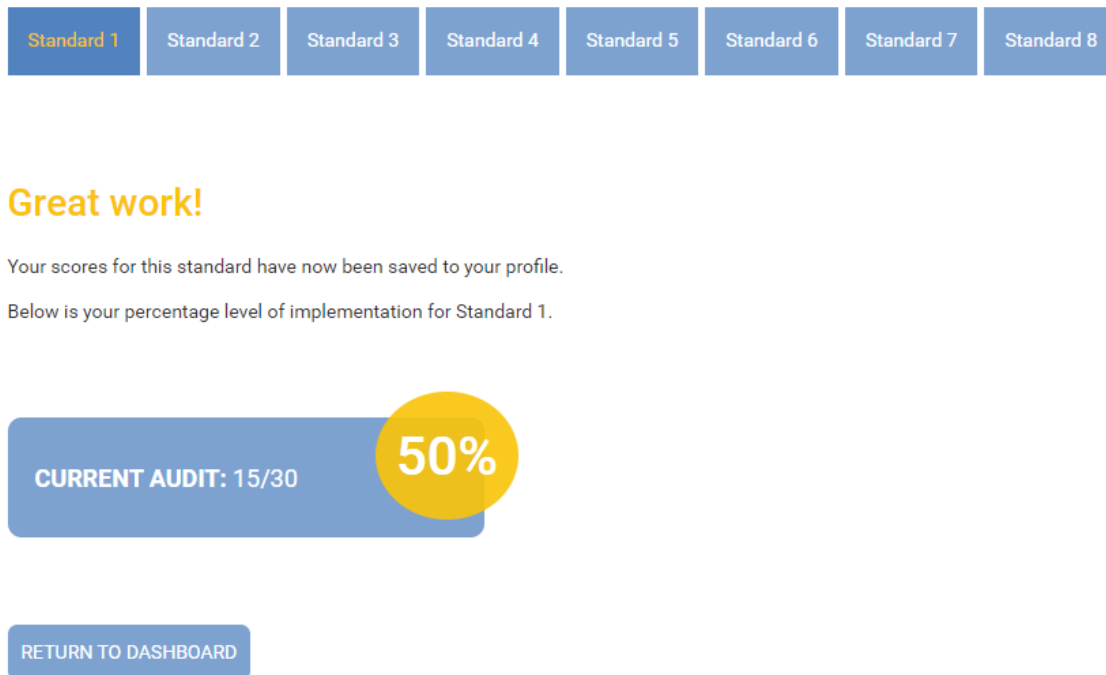 Standard 1 Standard 2 Standard 3 Standard 4 Standard 5 Standard 6 Standard 7 Standard 8
Great work!
Your scores for this standard have now been saved to your profile.
Below is your percentage level of implementation for Standard 1.
50%
CURRENT AUDIT: 15/30
RETURN TO DASHBOARD